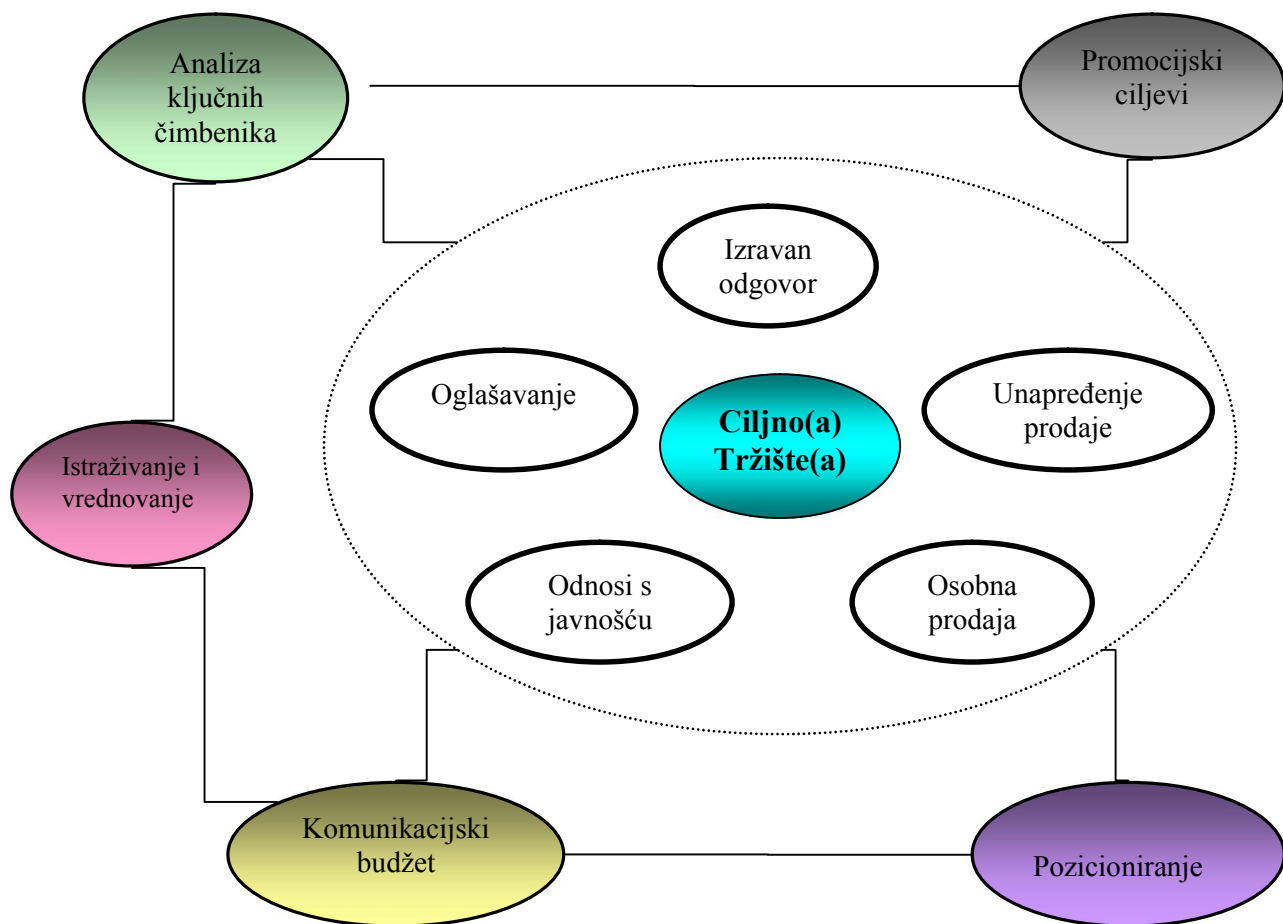 Analiza
ključnih
čimbenika
Promocijski
ciljevi
Izravan
odgovor
Oglašavanje
Unapređenje
prodaje
Ciljno(a)
Tržište(a)
Istraživanje i
vrednovanje
Odnosi s
javnošću
Osobna
prodaja
Komunikacijski
budžet
Pozicioniranje